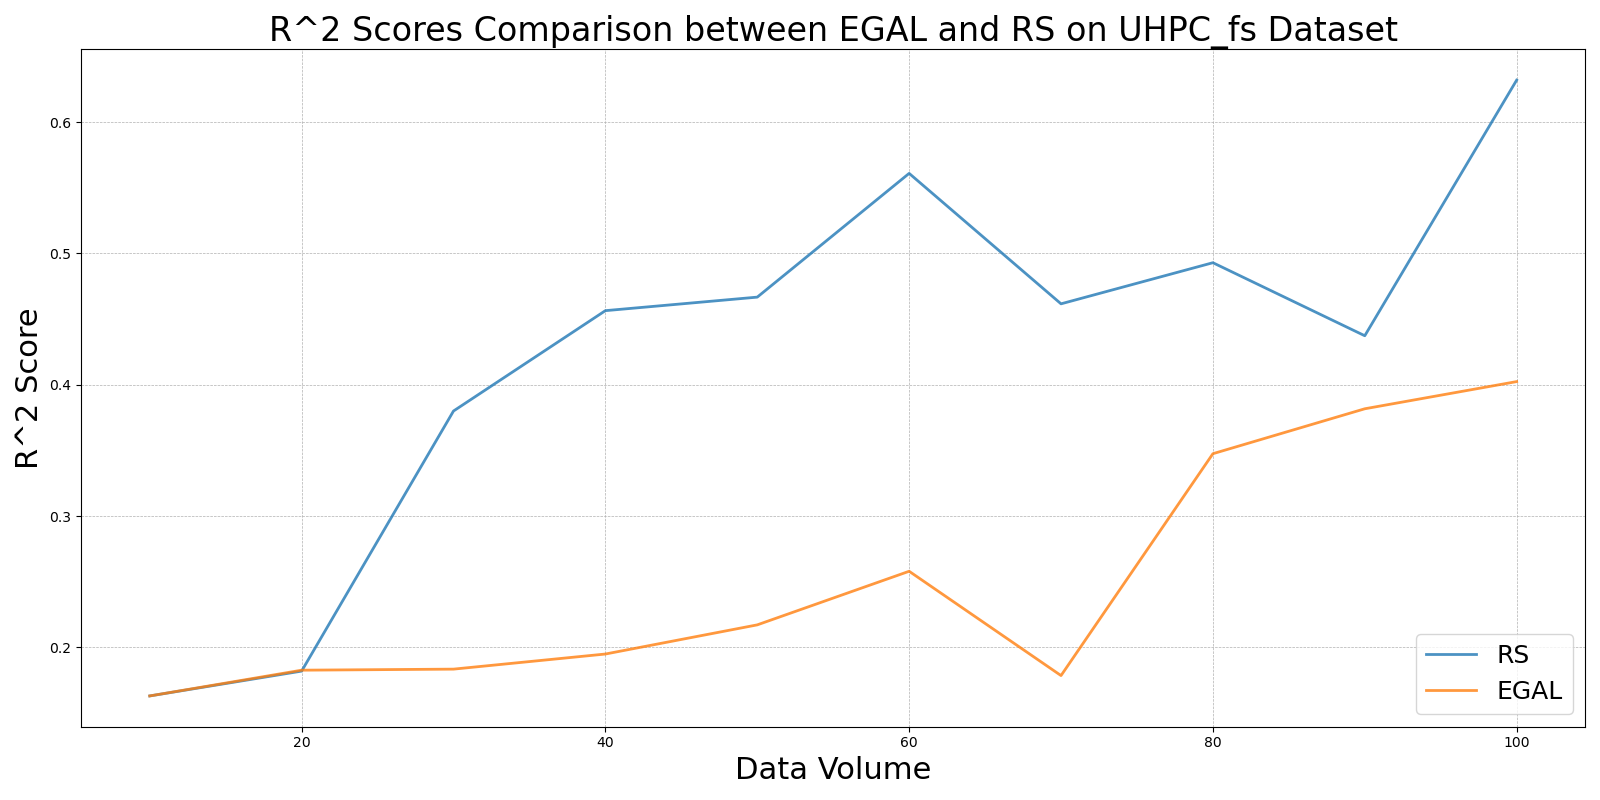 R^2 Scores Comparison between EGAL and RS on UHPC_fs Dataset
R^2 Score
0.6
0.5
0.4
0.3
0.2
RS
EGAL
20 40 60 80 100
Data Volume